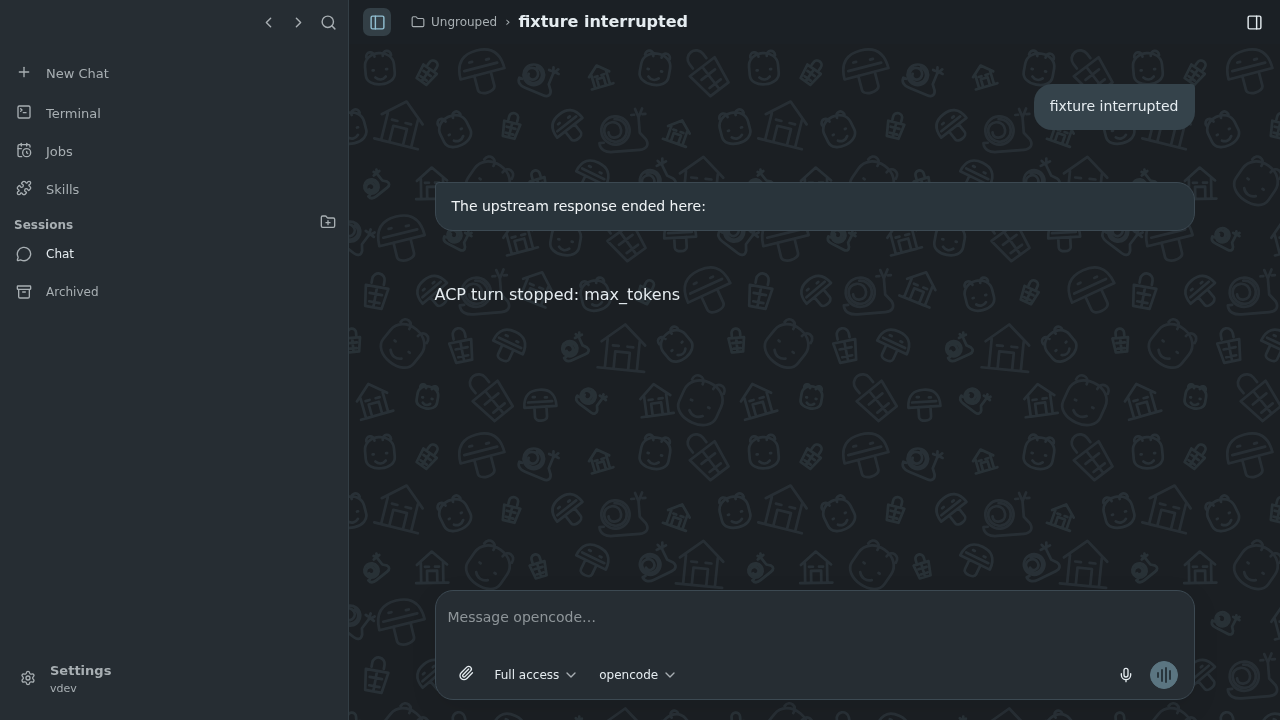 Ungrouped › fixture interrupted
New Chat
Terminal
Jobs
Skills
Sessions
Chat
Archived
Settings
vdev
fixture interrupted
The upstream response ended here:
ACP turn stopped: max_tokens
Message opencode…
Full access
opencode